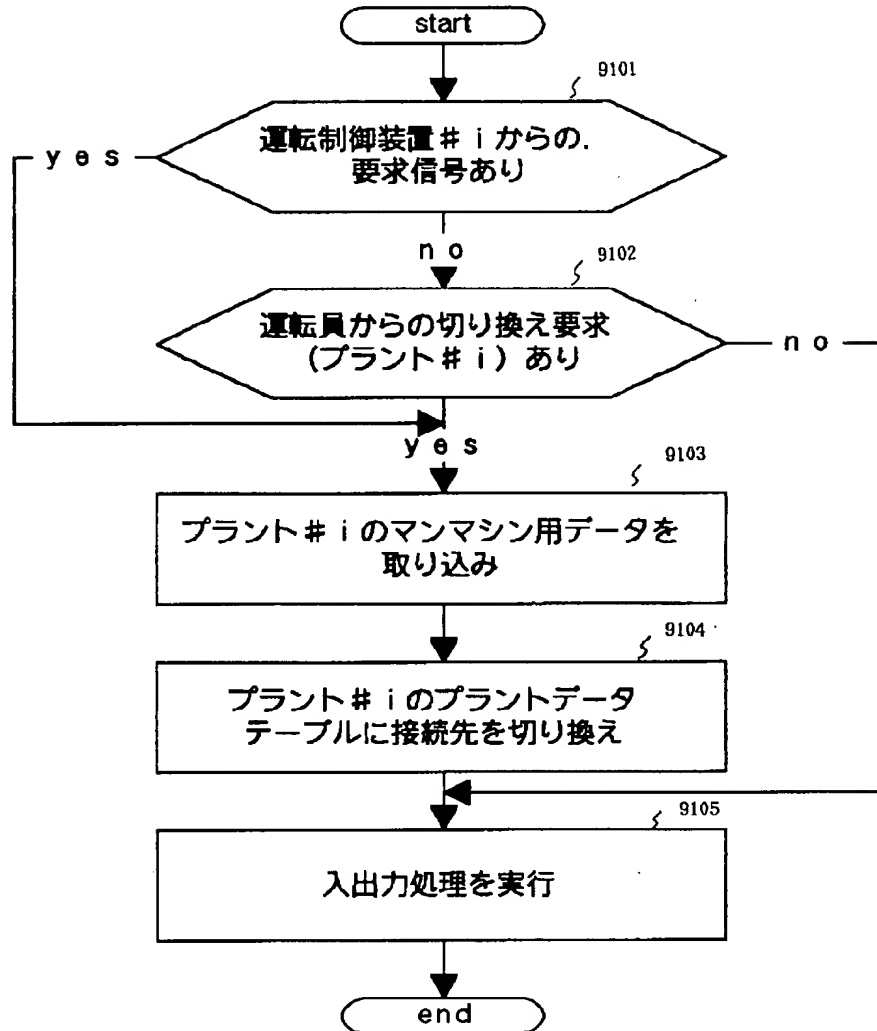 start
9101
運転制御装置＃ｉからの.
要求信号あり
yes
no
9102
運転員からの切り換え要求
(プラント＃ｉ) あり
no
yes
9103
プラント＃ｉのマンマシン用データを
取り込み
9104
プラント＃ｉのプラントデータ
テーブルに接続先を切り換え
9105
入出力処理を実行
end